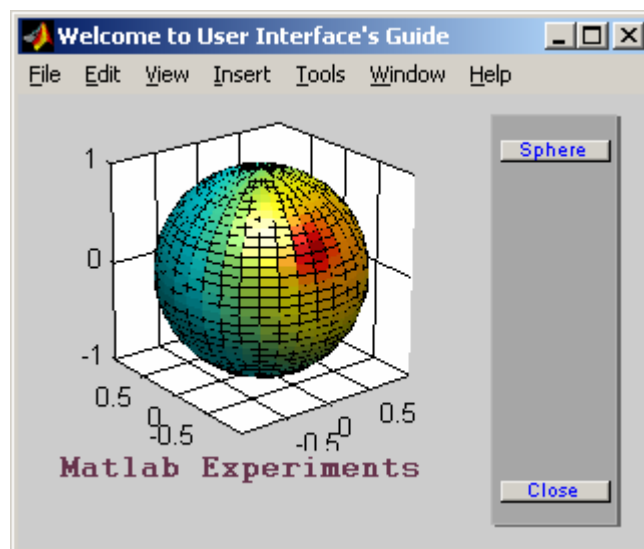 Welcome to User Interface's Guide
File Edit View Insert Tools Window Help
Sphere
1
0
-1
0.5
0
-0.5
-0.5
0
0.5
Matlab Experiments
Close